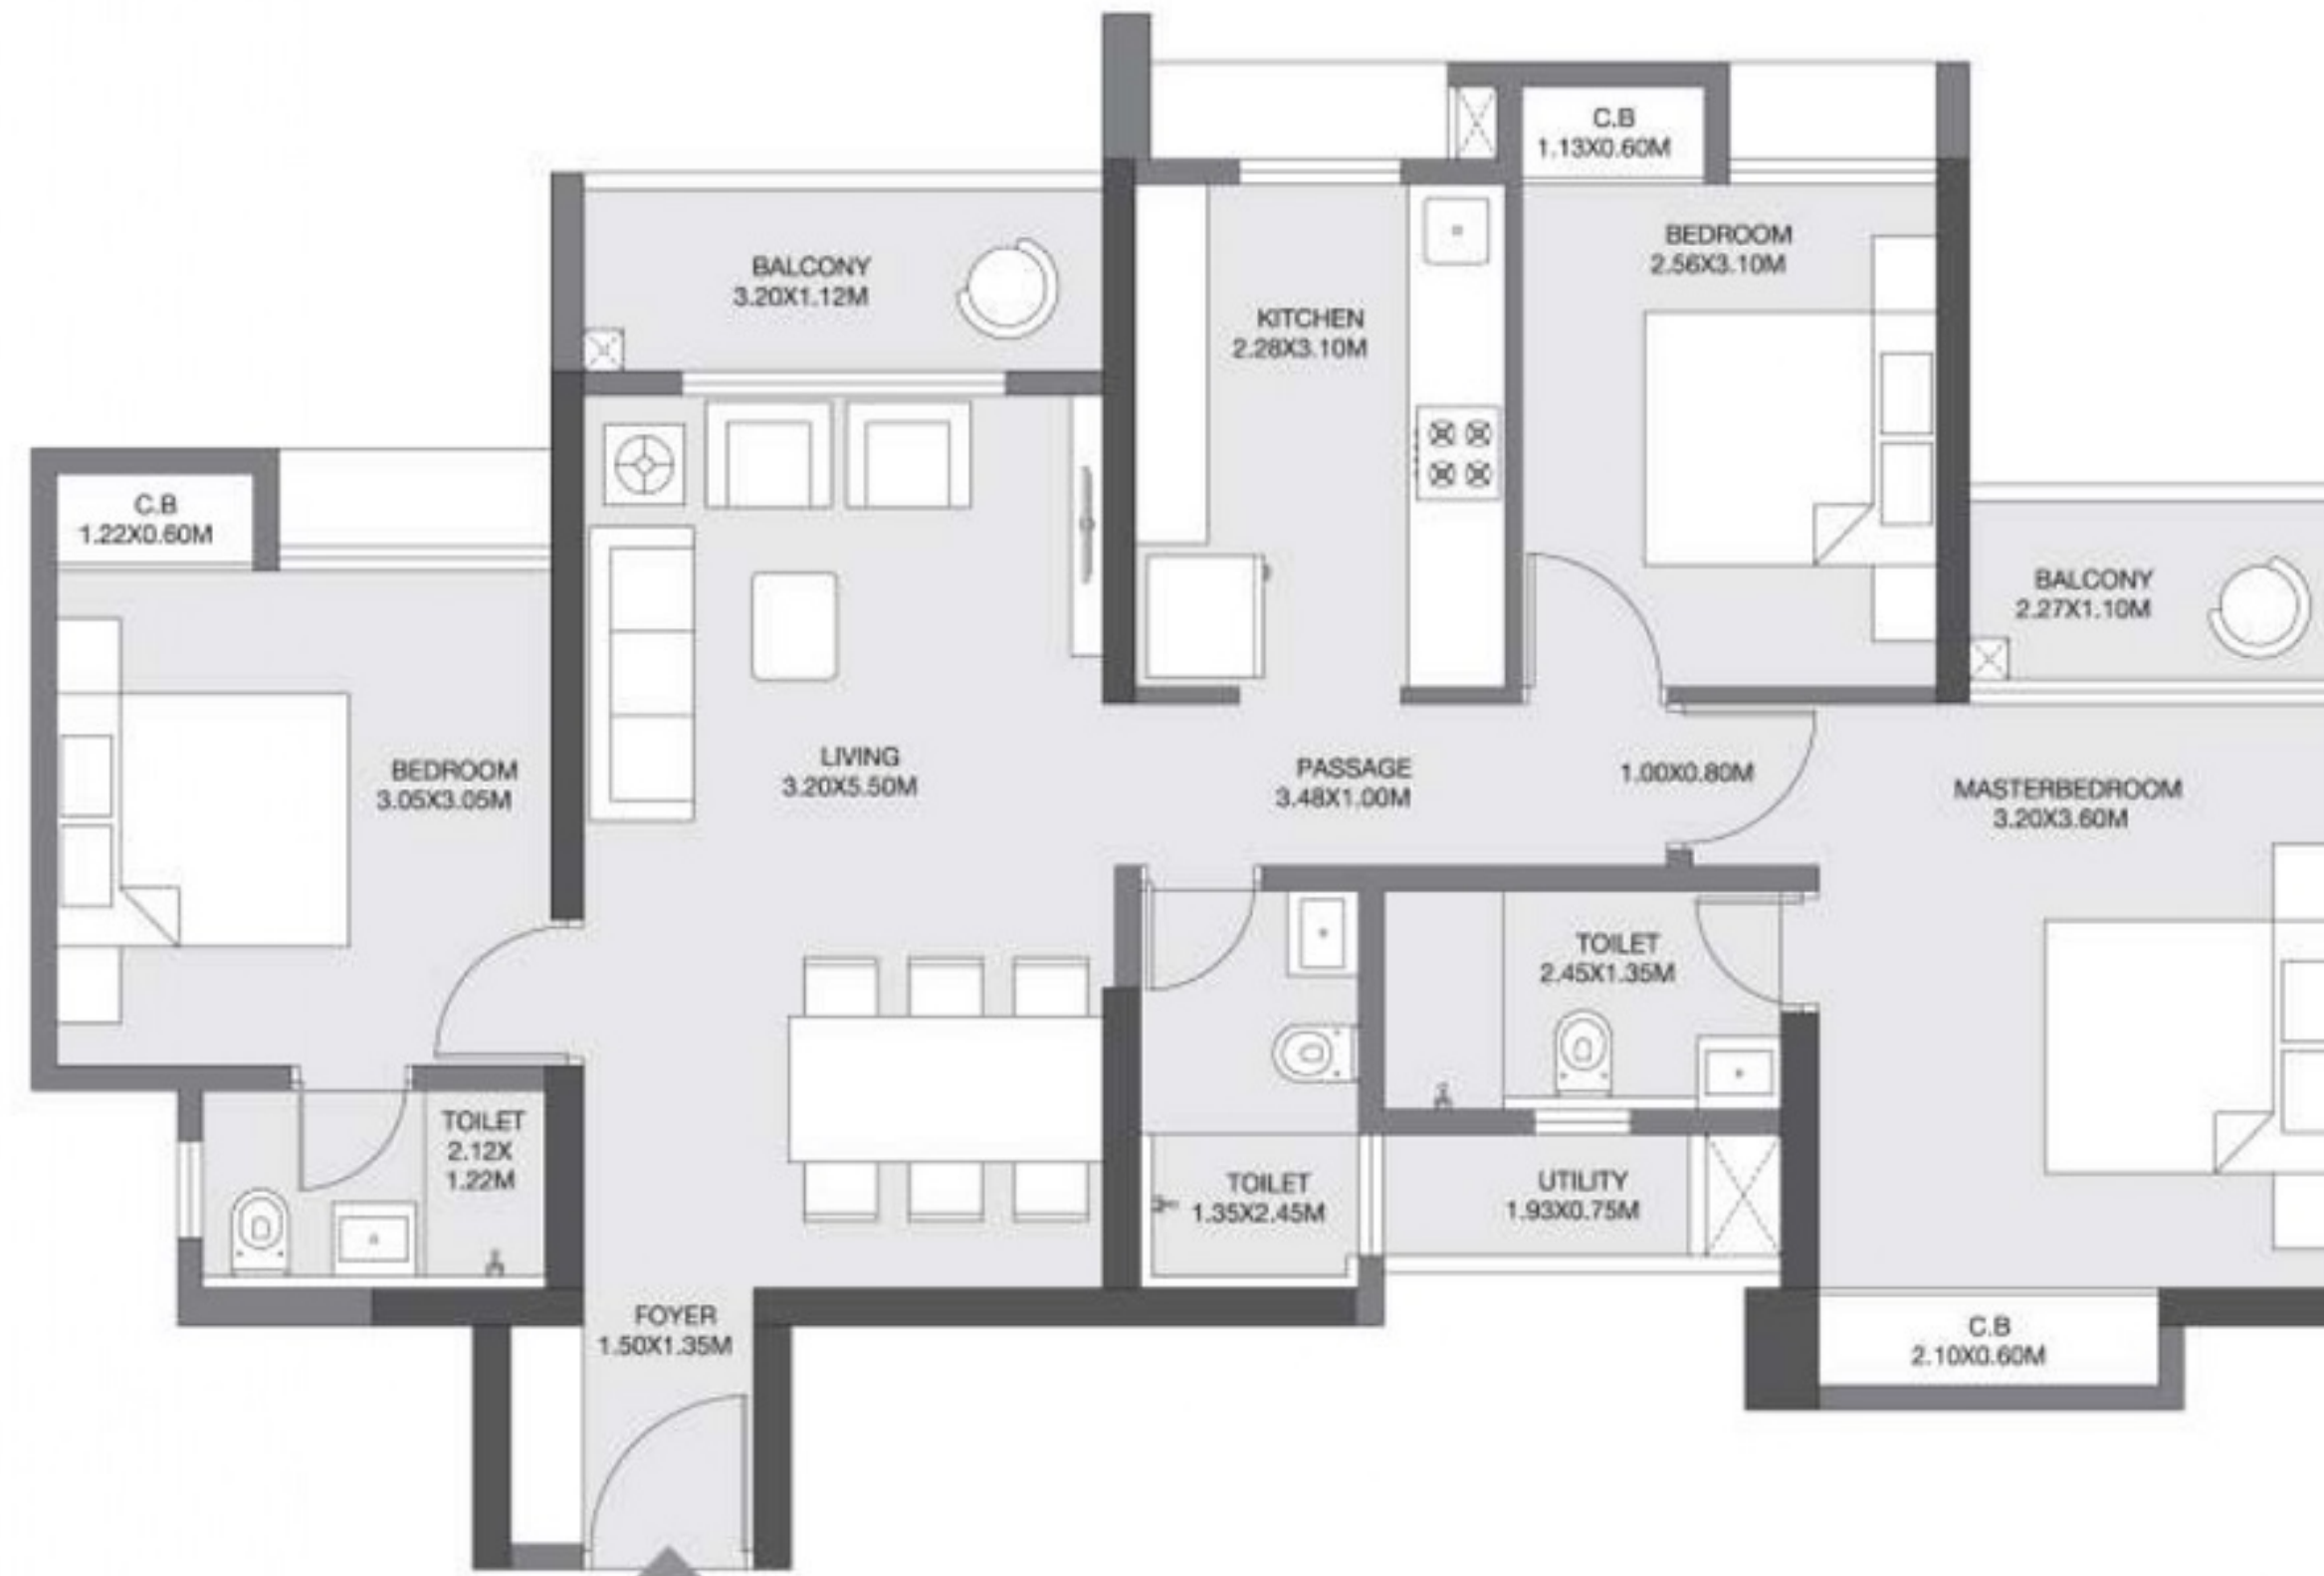 C.B
1.13X0.60M
BEDROOM
2.56X3.10M
BALCONY
3.20X1.12M
KITCHEN
2.28X3.10M
C.B
1.22X0.60M
BALCONY
2.27X1.10M
BEDROOM
3.05X3.05M
LIVING
3.20X5.50M
PASSAGE
3.48X1.00M
1.00X0.80M
MASTERBEDROOM
3.20X3.60M
TOILET
2.45X1.35M
TOILET
2.12X
1.22M
TOILET
1.35X2.45M
UTILITY
1.93X0.75M
FOYER
1.50X1.35M
C.B
2.10X0.60M